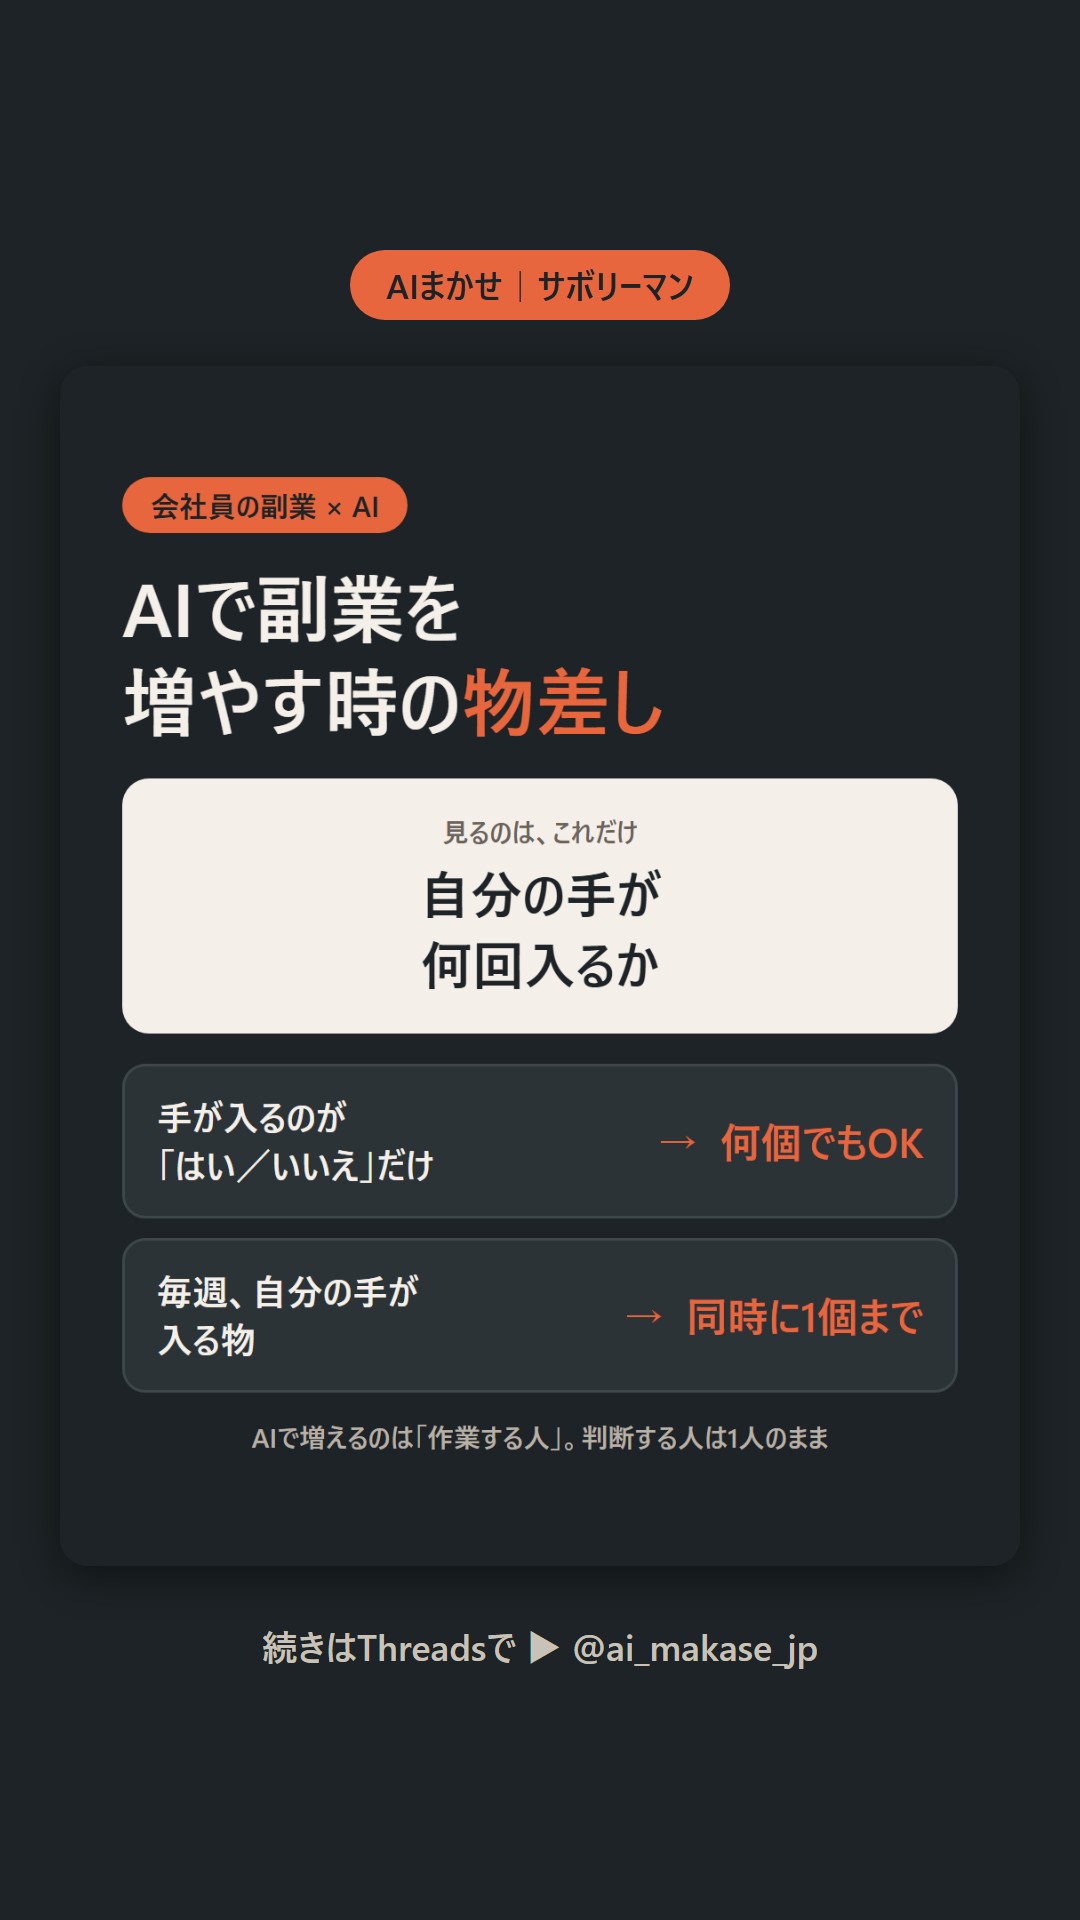 AIまかせ｜サボリーマン
会社員の副業 × AI
AIで副業を
増やす時の物差し
見るのは、これだけ
自分の手が
何回入るか
手が入るのが
「はい／いいえ」だけ
→ 何個でもOK
毎週、自分の手が
入る物
→ 同時に1個まで
AIで増えるのは「作業する人」。判断する人は1人のまま
続きはThreadsで ▶ @ai_makase_jp